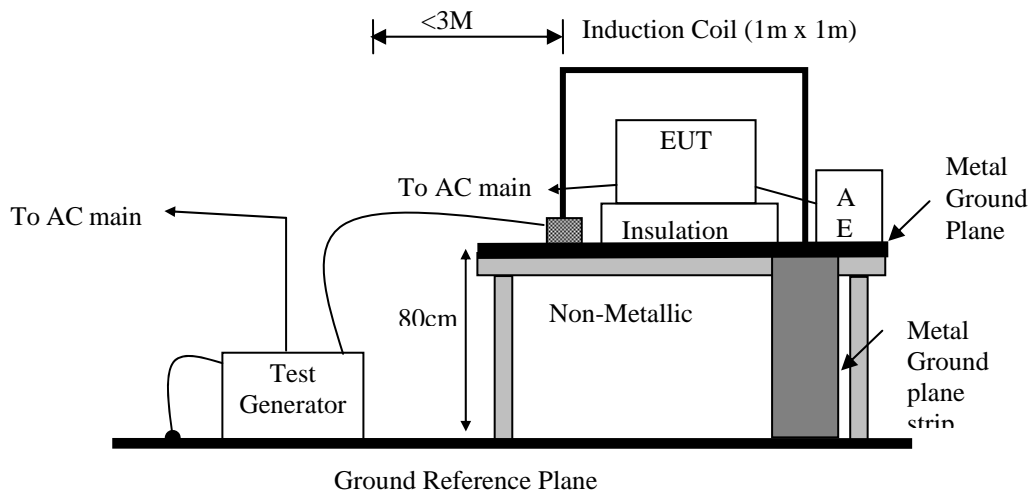 <3M
Induction Coil (1m x 1m)
EUT
Metal
Ground
Plane
To AC main
A
E
To AC main
Insulation
80cm
Non-Metallic
Metal
Ground
plane
strip
Test
Generator
Ground Reference Plane